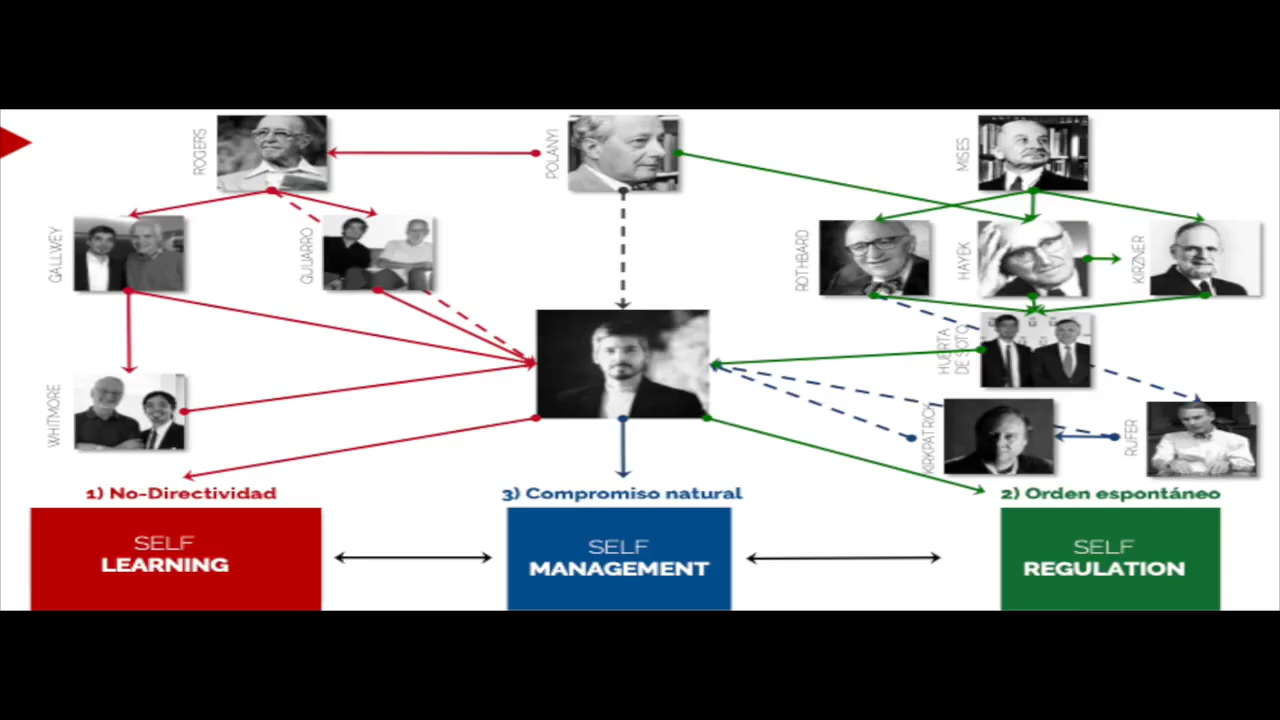 ROGERS
POLANYI
MISES
GALLWEY
QUIJARRO
ROTHBARD
HAYEK
KIRZNER
HUERTA
DE SOTO
WHITMORE
KIRKPATRICK
RUFER
1) No-Directividad
3) Compromiso natural
2) Orden espontáneo
SELF
LEARNING
SELF
MANAGEMENT
SELF
REGULATION